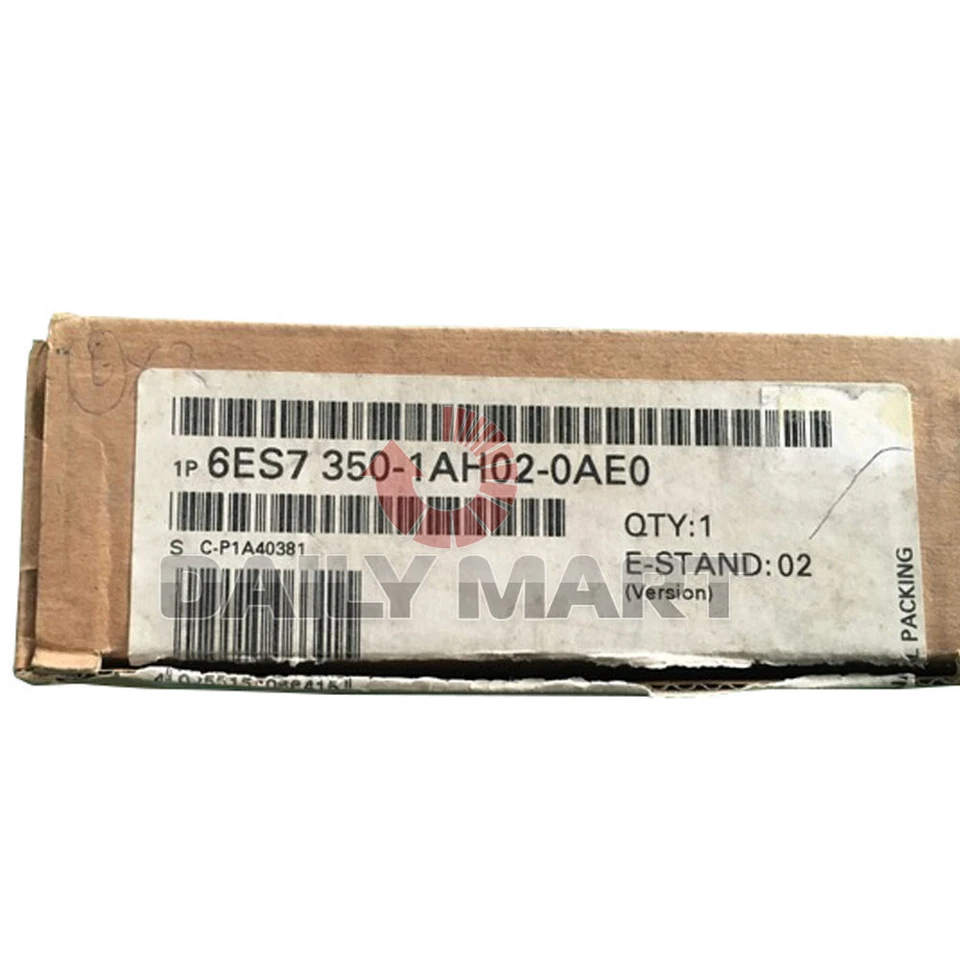 1P 6ES7 350-1AH02-0AE0
S C-P1A40381
QTY:1
E-STAND:02
(Version)
DAILY MART
PACKING